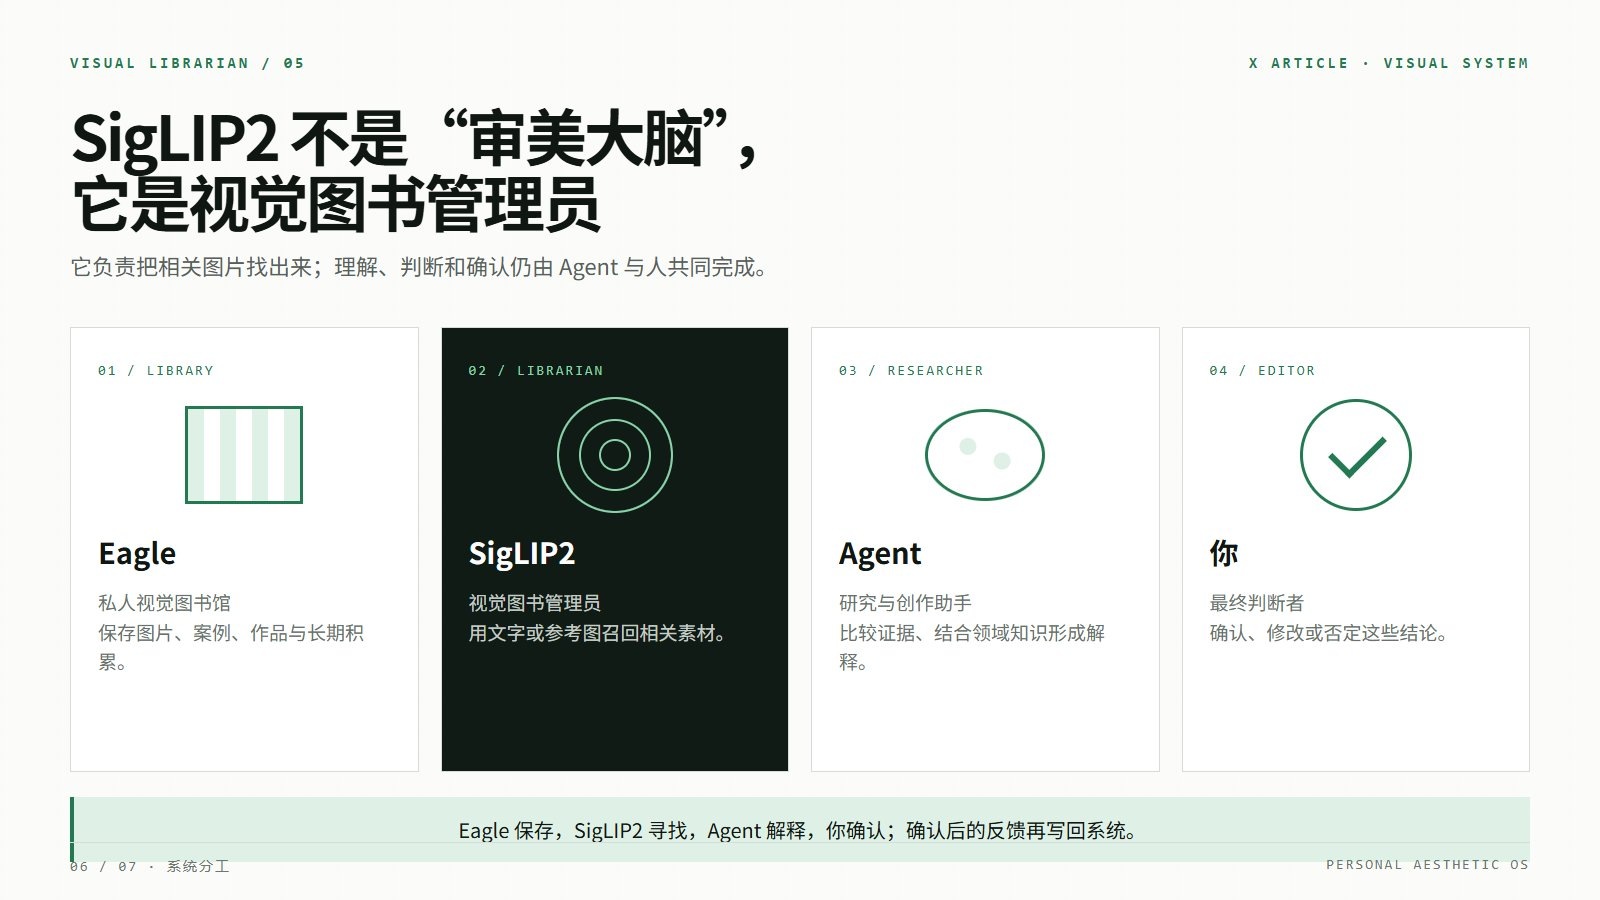 VISUAL LIBRARIAN / 05
X ARTICLE · VISUAL SYSTEM
SigLIP2 不是“审美大脑”，
它是视觉图书管理员
它负责把相关图片找出来；理解、判断和确认仍由 Agent 与人共同完成。
01 / LIBRARY
Eagle
私人视觉图书馆
保存图片、案例、作品与长期积
累。
02 / LIBRARIAN
SigLIP2
视觉图书管理员
用文字或参考图召回相关素材。
03 / RESEARCHER
Agent
研究与创作助手
比较证据、结合领域知识形成解
释。
04 / EDITOR
你
最终判断者
确认、修改或否定这些结论。
Eagle 保存，SigLIP2 寻找，Agent 解释，你确认；确认后的反馈再写回系统。
06 / 07 · 系统分工
PERSONAL AESTHETIC OS